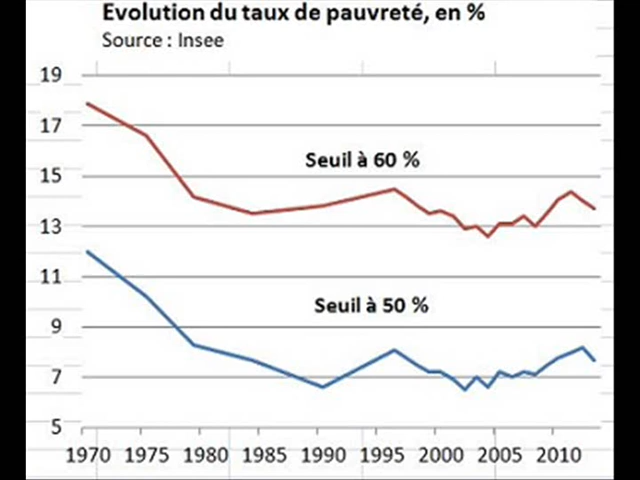 Evolution du taux de pauvreté, en %
Source : Insee
19
17
Seuil à 60 %
15
13
11
Seuil à 50 %
9
7
5
1970 1975 1980 1985 1990 1995 2000 2005 2010